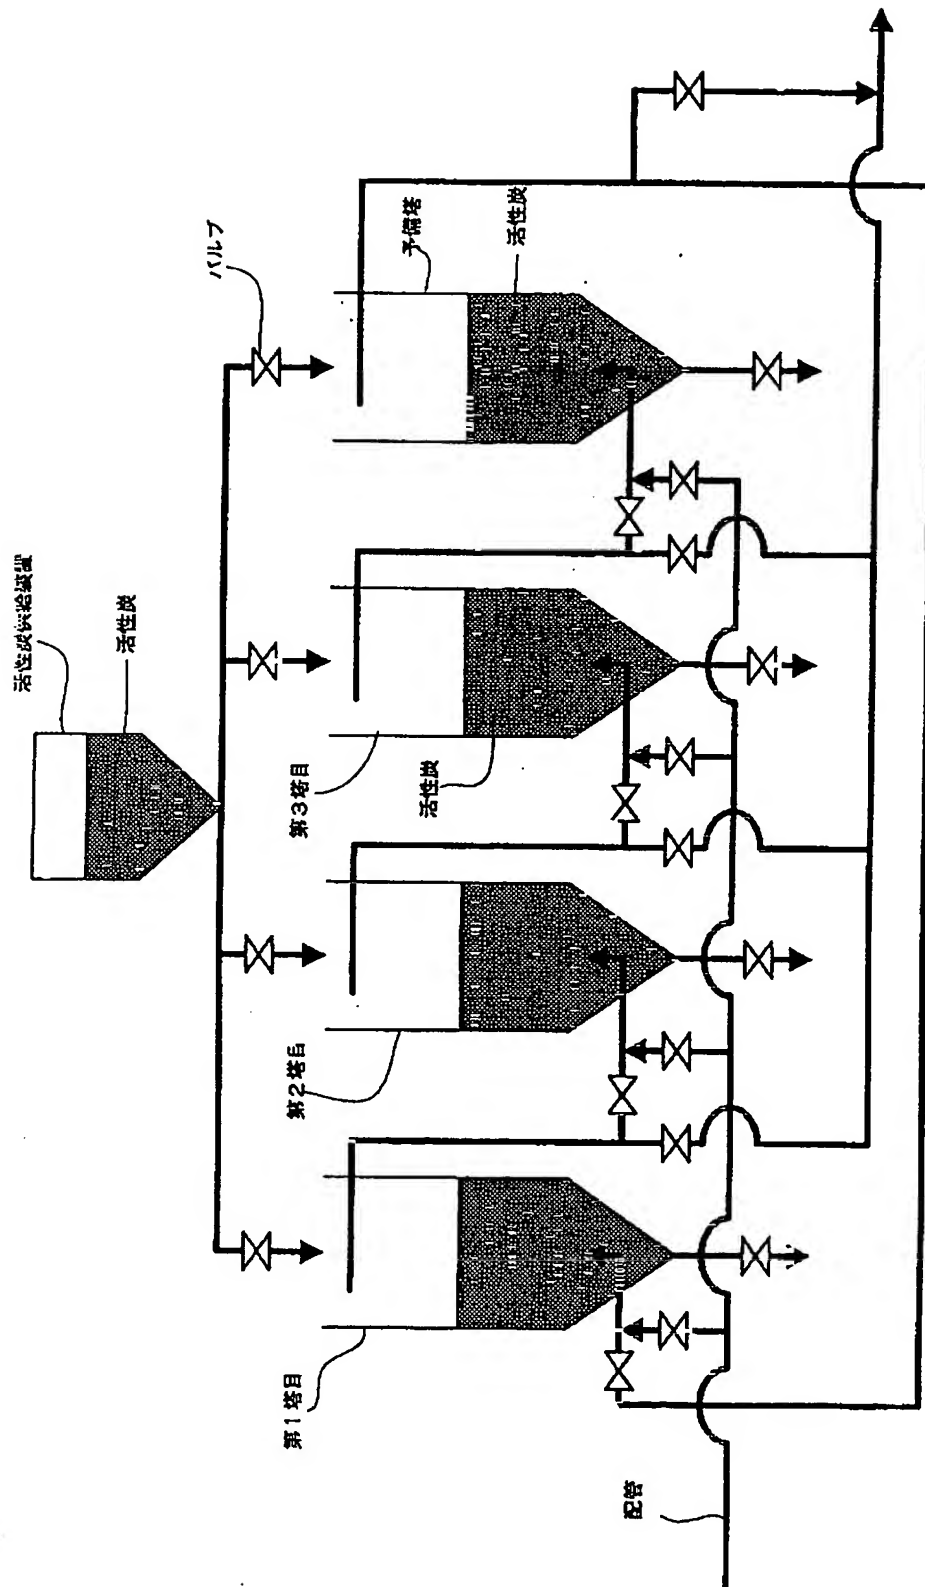 活性炭供給装置
活性炭
バルブ
第1塔目
第2塔目
第3塔目
活性炭
予備塔
活性炭
配管